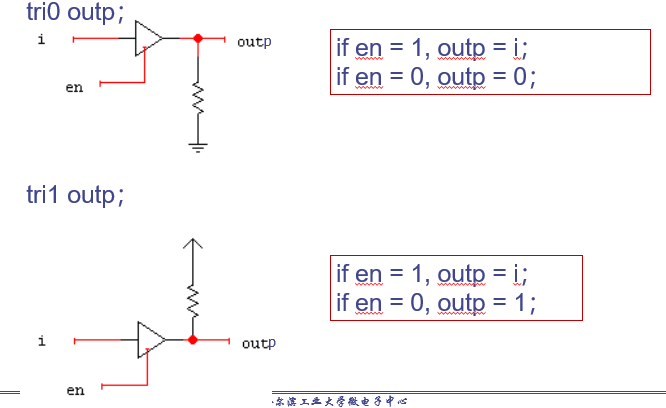 tri0 outp;
i
outp
en
if en = 1, outp = i;
if en = 0, outp = 0;
tri1 outp;
if en = 1, outp = i;
if en = 0, outp = 1;
i
outp
en
尔滨工业大学微电子中心